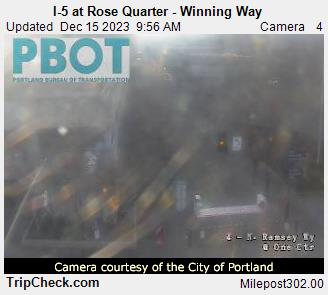 I-5 at Rose Quarter - Winning Way
Updated Dec 15 2023 9:56 AM Camera 4
PBOT
PORTLAND BUREAU OF TRANSPORTATION
4 - N. Ramsey Wy
@ One Ctr
Camera courtesy of the City of Portland
TripCheck.com Milepost302.00